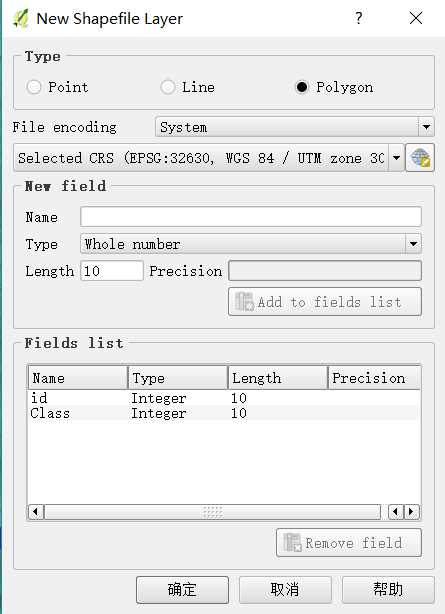 New Shapefile Layer
Type
Point
Line
Polygon
File encoding
System
Selected CRS (EPSG:32630, WGS 84 / UTM zone 30
New field
Name
Type
Whole number
Length
10
Precision
Add to fields list
Fields list
Name Type Length Precision
id Integer 10
Class Integer 10
Remove field
确定
取消
帮助